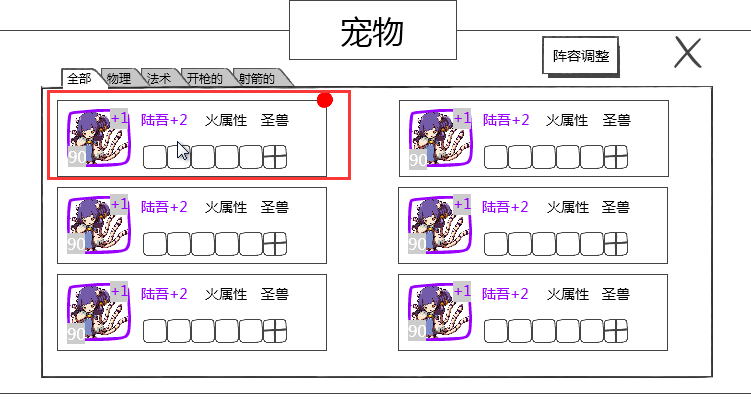 宠物
阵容调整
全部 物理 法术 开枪的 射箭的
+1 陆吾+2 火属性 圣兽
90
+1 陆吾+2 火属性 圣兽
90
+1 陆吾+2 火属性 圣兽
90
+1 陆吾+2 火属性 圣兽
90
+1 陆吾+2 火属性 圣兽
90
+1 陆吾+2 火属性 圣兽
90